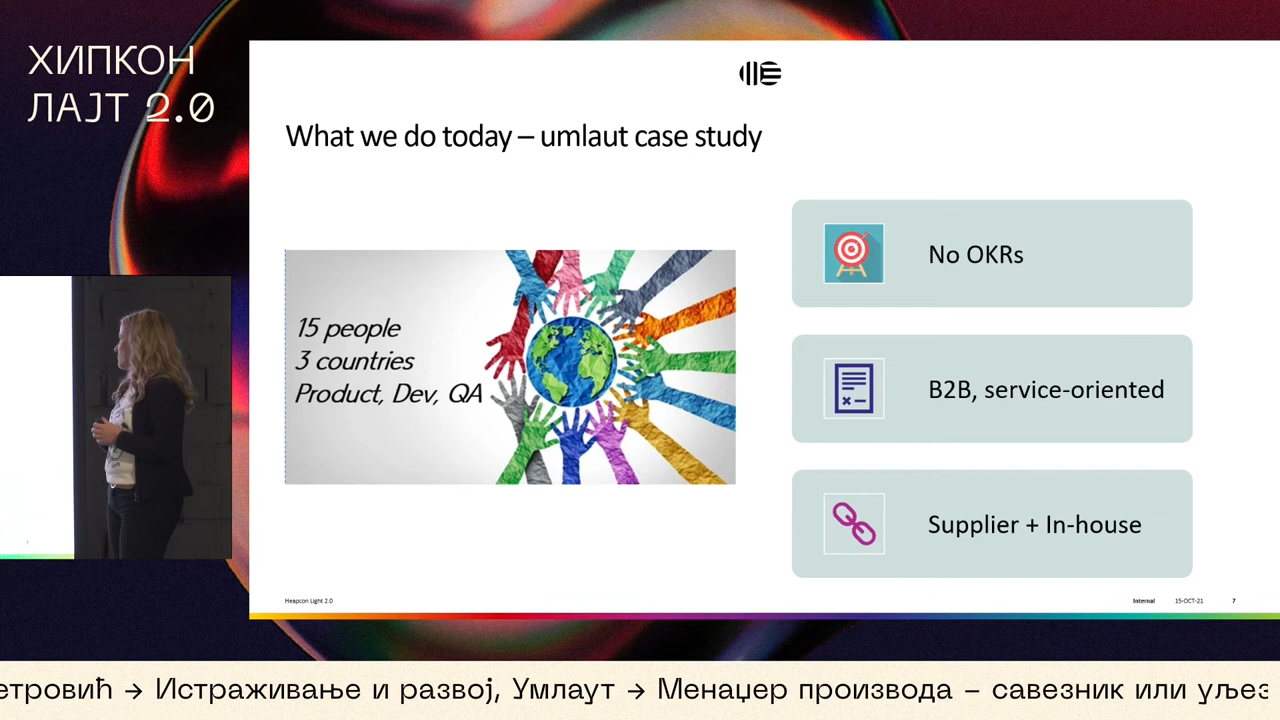 ХИПКОН
ЛАЈТ 2.0
What we do today – umlaut case study
15 people
3 countries
Product, Dev, QA
No OKRs
B2B, service-oriented
Supplier + In-house
Heapcon Light 2.0
Internal
15-OCT-21
7
етровић → Истраживање и развој, Умлаут → Менаџер производа – савезник или уљез